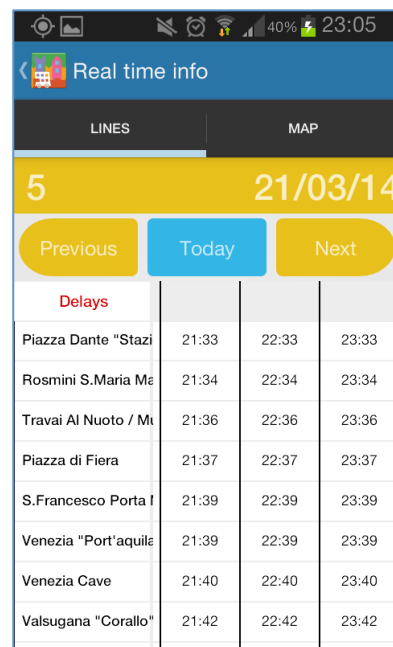 40% 23:05
Real time info
LINES MAP
5 21/03/14
Previous Today Next
Delays
Piazza Dante "Stazi 21:33 22:33 23:33
Rosmini S.Maria Ma 21:34 22:34 23:34
Travai Al Nuoto / Mu 21:36 22:36 23:36
Piazza di Fiera 21:37 22:37 23:37
S.Francesco Porta 21:39 22:39 23:39
Venezia "Port'aquila 21:39 22:39 23:39
Venezia Cave 21:40 22:40 23:40
Valsugana "Corallo" 21:42 22:42 23:42